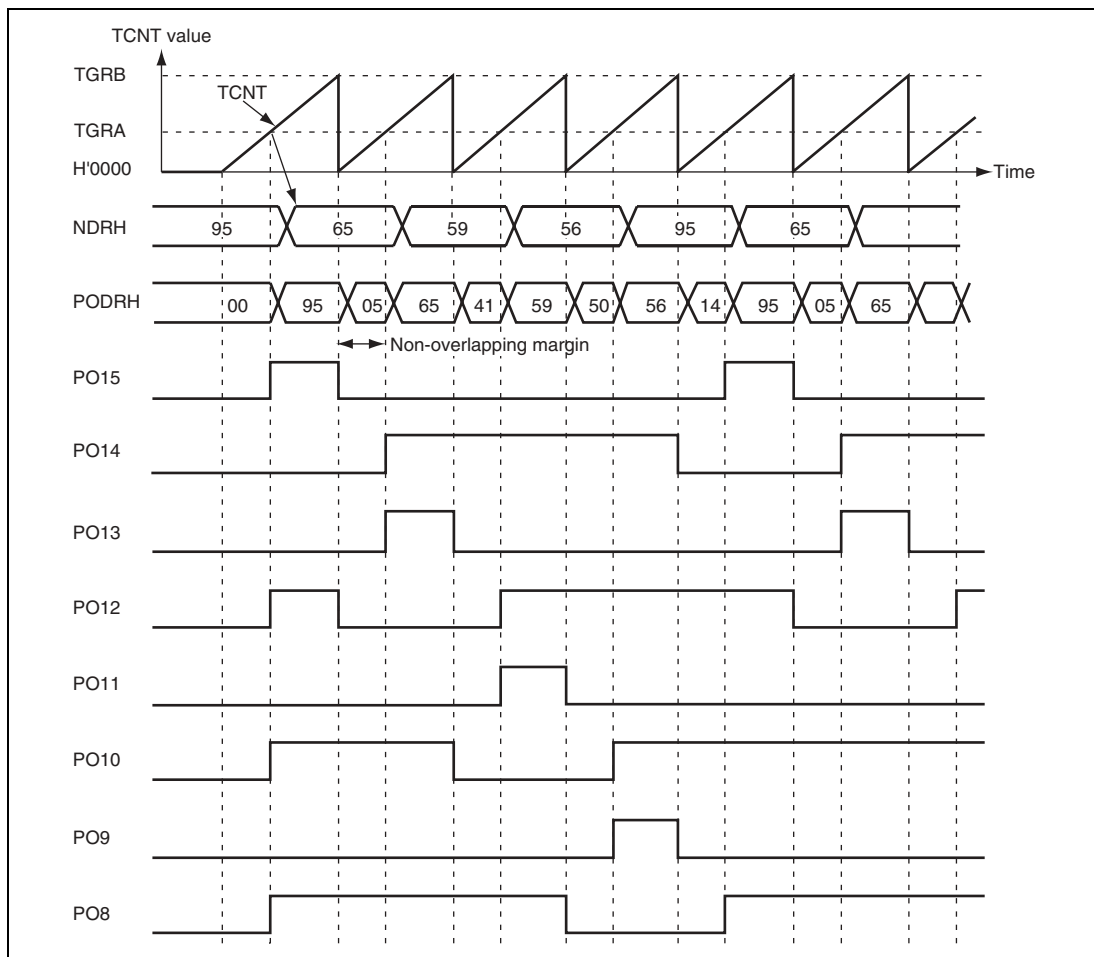 TCNT value
TGRB
TCNT
TGRA
H'0000
Time
NDRH 95 65 59 56 95 65
PODRH 00 95 05 65 41 59 50 56 14 95 05 65
Non-overlapping margin
PO15
PO14
PO13
PO12
PO11
PO10
PO9
PO8